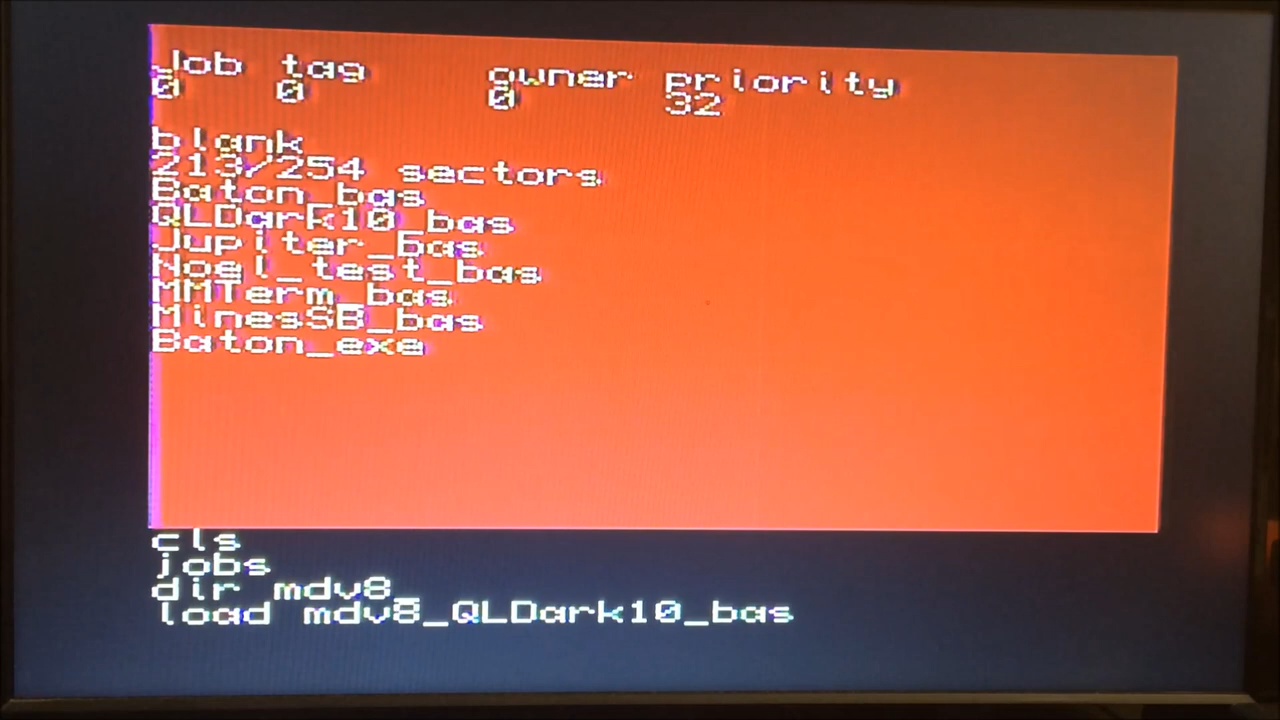 Job tag owner priority
0 0 0 32
blank
213/254 sectors
Baton_bas
QLDark10_bas
Jupiter_bas
Noel_test_bas
MMTerm_bas
MinesSB_bas
Baton_exe
cls
jobs
dir mdv8_
load mdv8_QLDark10_bas